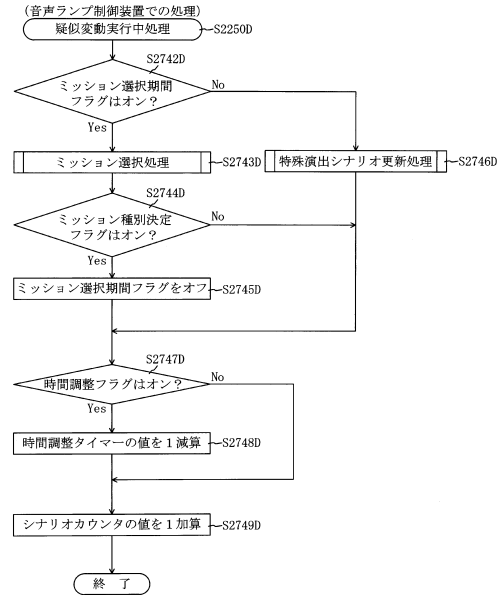 (音声ランプ制御装置での処理)
疑似変動実行中処理
S2250D
S2742D
ミッション選択期間
フラグはオン？
No
Yes
ミッション選択処理
S2743D
特殊演出シナリオ更新処理
S2746D
S2744D
ミッション種別決定
フラグはオン？
No
Yes
ミッション選択期間フラグをオフ
S2745D
S2747D
時間調整フラグはオン？
No
Yes
時間調整タイマーの値を１減算
S2748D
シナリオカウンタの値を１加算
S2749D
終 了